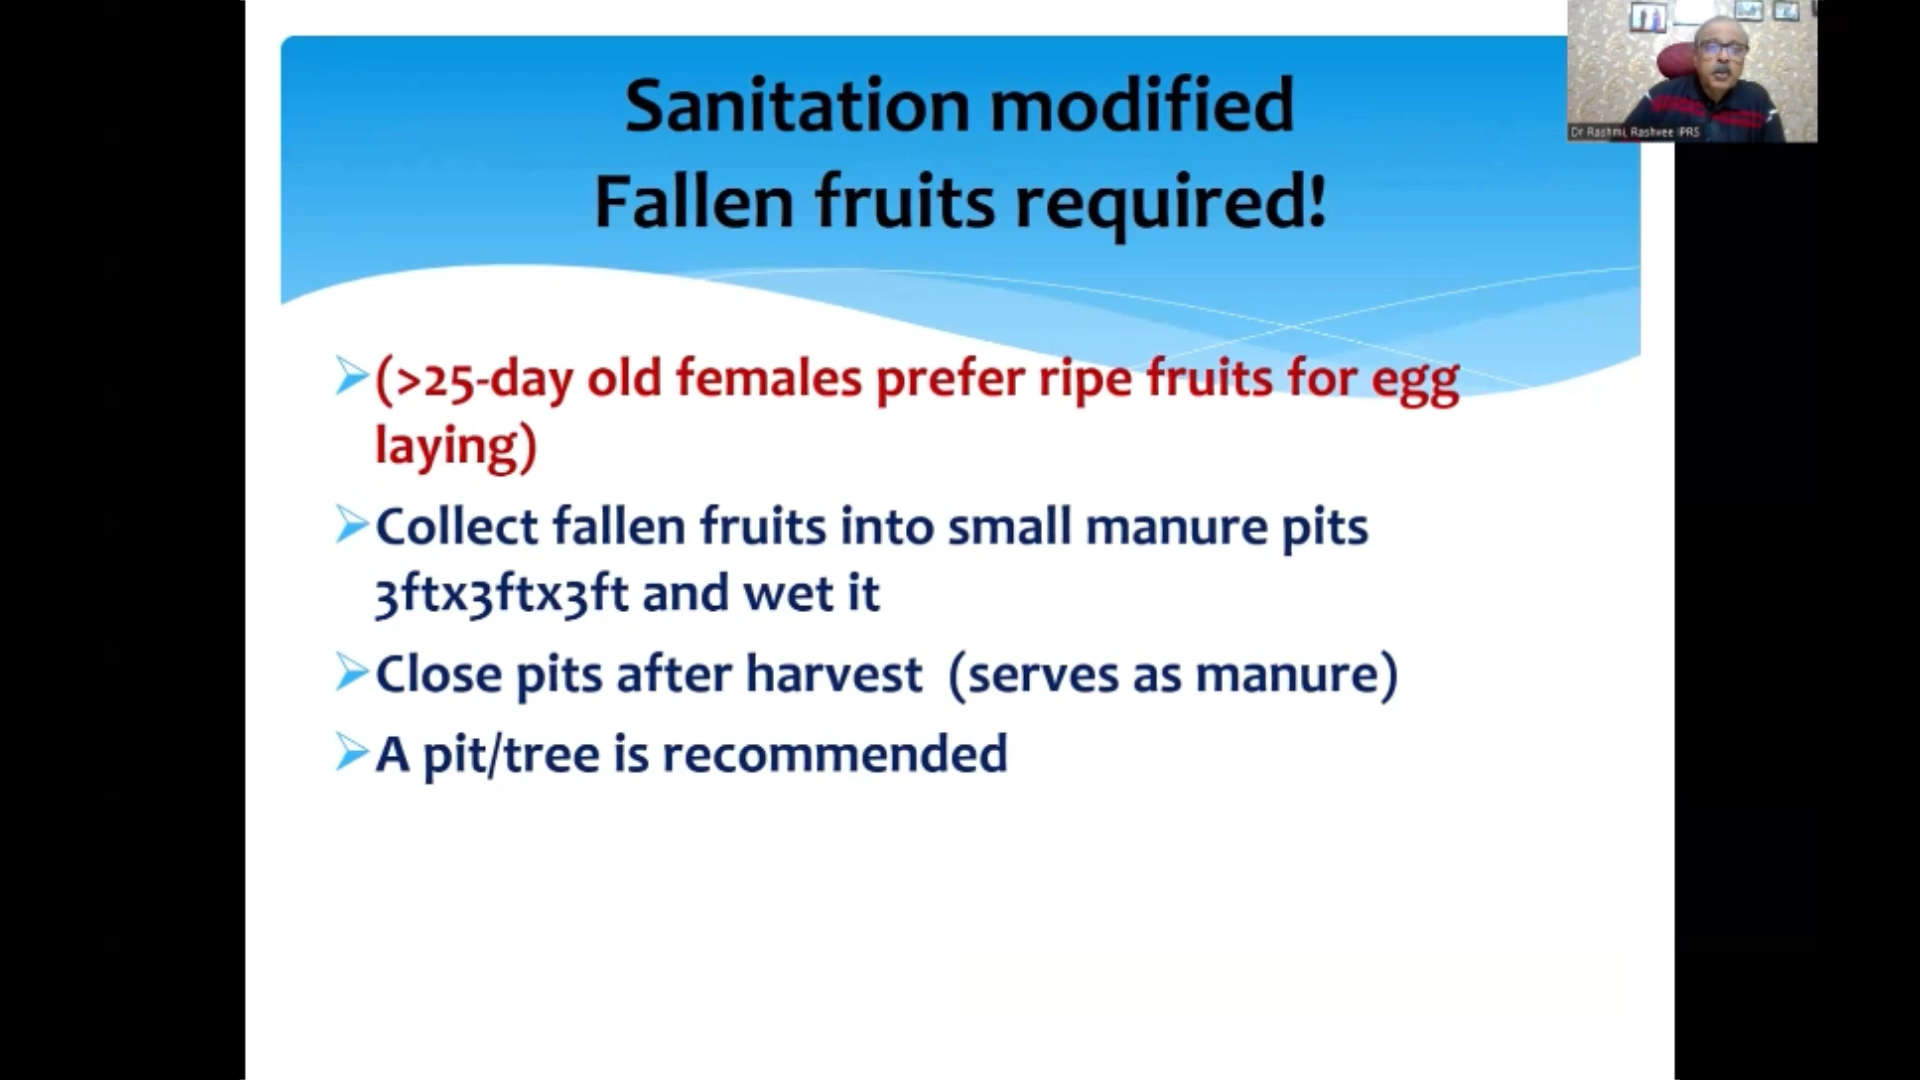 Sanitation modified
Fallen fruits required!
(>25-day old females prefer ripe fruits for egg
laying)
Collect fallen fruits into small manure pits
3ftx3ftx3ft and wet it
Close pits after harvest (serves as manure)
A pit/tree is recommended
Dr Rashmi, Rashvee IPRS